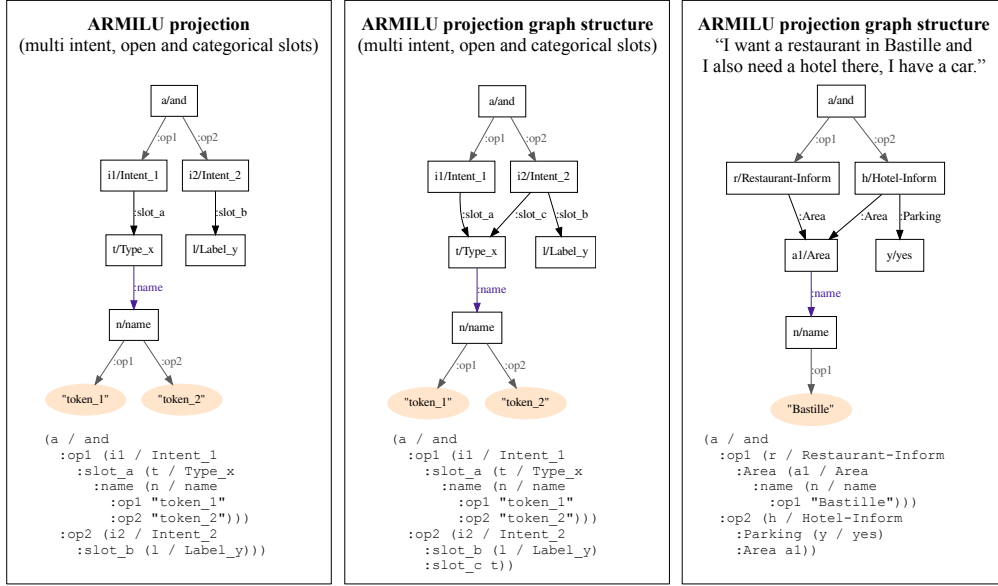 ARMILU projection
(multi intent, open and categorical slots)
a/and
:op1
:op2
i1/Intent_1
i2/Intent_2
:slot_a
:slot_b
t/Type_x
l/Label_y
:name
n/name
:op1
:op2
"token_1"
"token_2"
(a / and
:op1 (i1 / Intent_1
:slot_a (t / Type_x
:name (n / name
:op1 "token_1"
:op2 "token_2")))
:op2 (i2 / Intent_2
:slot_b (l / Label_y)))
ARMILU projection graph structure
(multi intent, open and categorical slots)
a/and
:op1
:op2
i1/Intent_1
i2/Intent_2
:slot_a
:slot_c
:slot_b
t/Type_x
l/Label_y
:name
n/name
:op1
:op2
"token_1"
"token_2"
(a / and
:op1 (i1 / Intent_1
:slot_a (t / Type_x
:name (n / name
:op1 "token_1"
:op2 "token_2")))
:op2 (i2 / Intent_2
:slot_b (l / Label_y)
:slot_c t))
ARMILU projection graph structure
“I want a restaurant in Bastille and
I also need a hotel there, I have a car.”
a/and
:op1
:op2
r/Restaurant-Inform
h/Hotel-Inform
:Area
:Area
:Parking
a1/Area
y/yes
:name
n/name
:op1
"Bastille"
(a / and
:op1 (r / Restaurant-Inform
:Area (a1 / Area
:name (n / name
:op1 "Bastille")))
:op2 (h / Hotel-Inform
:Parking (y / yes)
:Area a1))